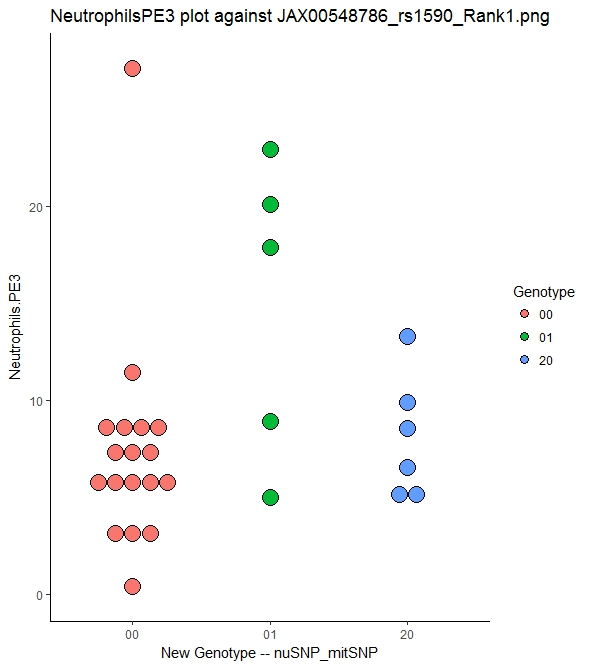 NeutrophilsPE3 plot against JAX00548786_rs1590_Rank1.png
Neutrophils.PE3
20
10
0
00
01
20
New Genotype -- nuSNP_mitSNP
Genotype
00
01
20